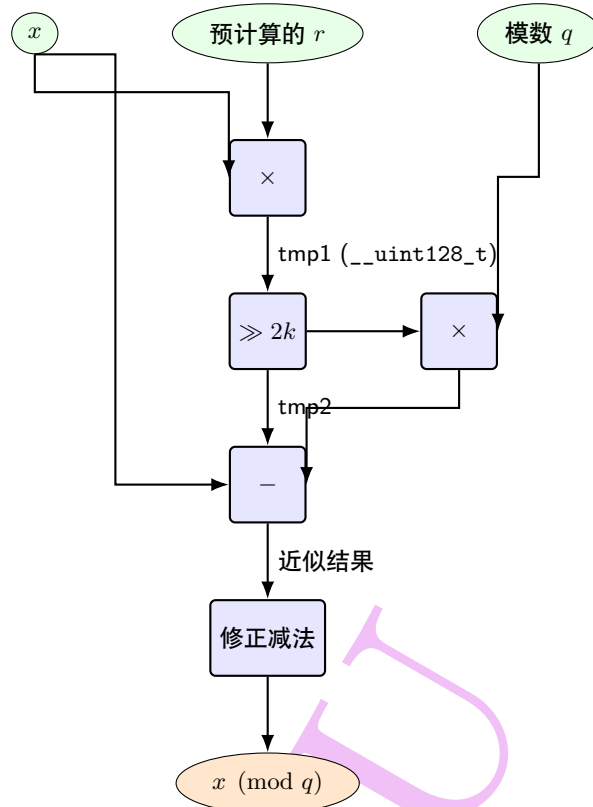 x
预计算的 r
模数 q
×
tmp1 (__uint128_t)
≫ 2k
×
tmp2
−
近似结果
修正减法
x (mod q)
U